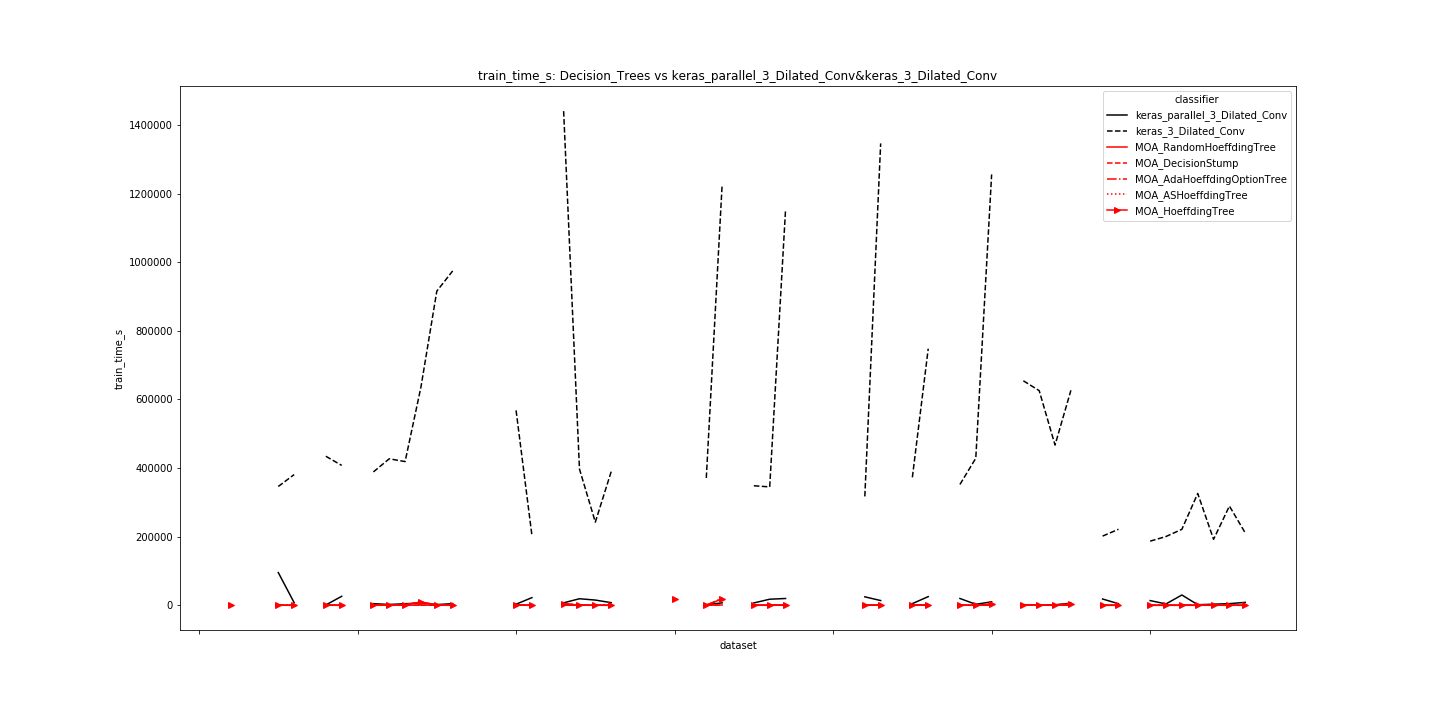 train_time_s: Decision_Trees vs keras_parallel_3_Dilated_Conv&keras_3_Dilated_Conv
classifier
keras_parallel_3_Dilated_Conv
keras_3_Dilated_Conv
MOA_RandomHoeffdingTree
MOA_DecisionStump
MOA_AdaHoeffdingOptionTree
MOA_ASHoeffdingTree
MOA_HoeffdingTree
1400000
1200000
1000000
800000
600000
400000
200000
0
train_time_s
dataset